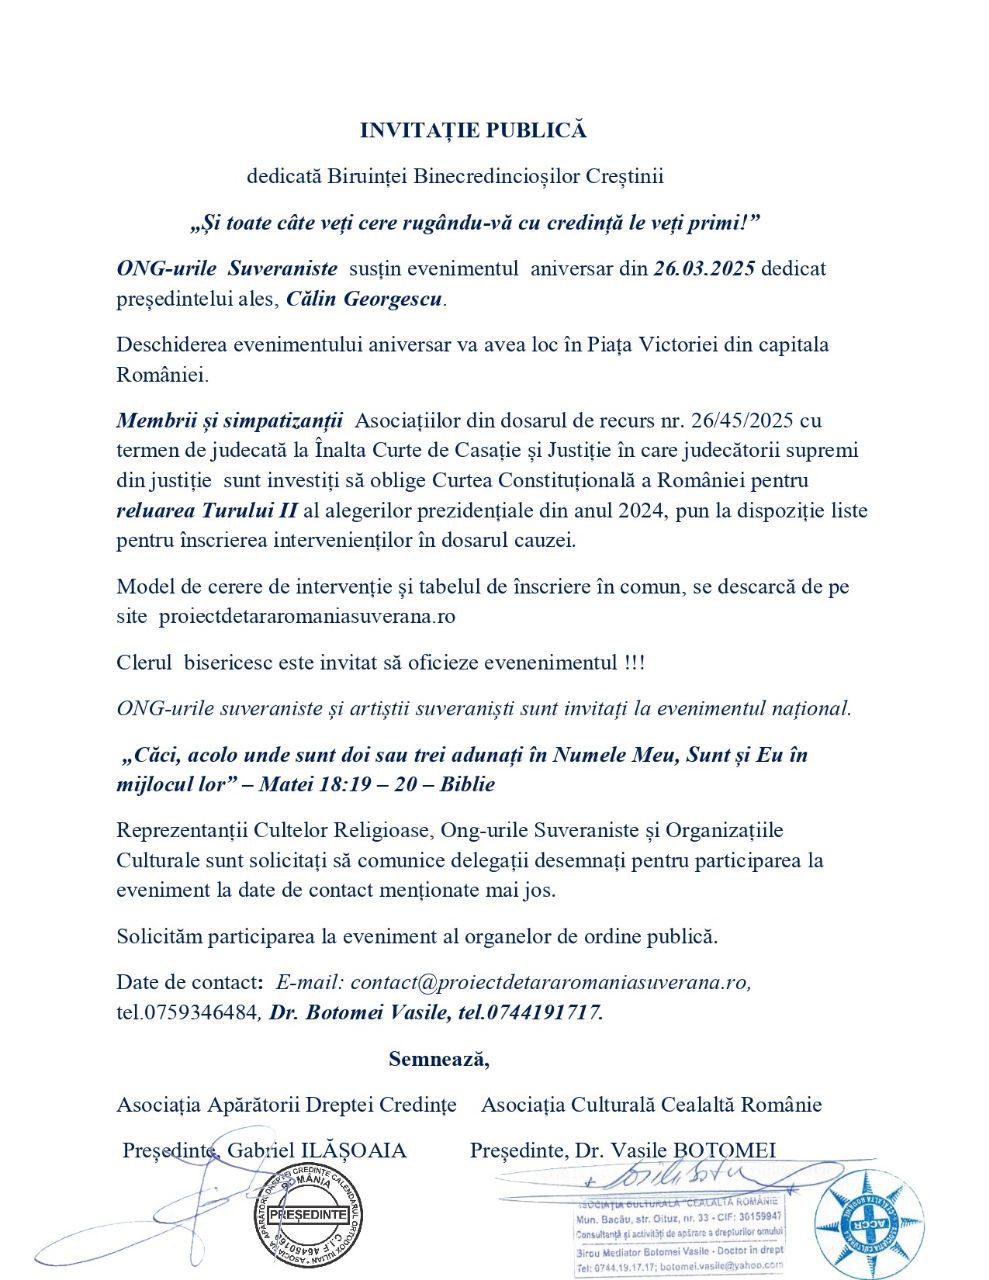 INVITAȚIE PUBLICĂ
dedicată Biruinței Binecredincioșilor Creștinii
„Și toate câte veți cere rugându-vă cu credință le veți primi!”
ONG-urile Suveraniste susțin evenimentul aniversar din 26.03.2025 dedicat
președintelui ales, Călin Georgescu.
Deschiderea evenimentului aniversar va avea loc în Piața Victoriei din capitala
României.
Membrii și simpatizanții Asociațiilor din dosarul de recurs nr. 26/45/2025 cu
termen de judecată la Înalta Curte de Casație și Justiție în care judecătorii supremi
din justiție sunt investiți să oblige Curtea Constituțională a României pentru
reluarea Turului II al alegerilor prezidențiale din anul 2024, pun la dispoziție liste
pentru înscrierea intervenienților în dosarul cauzei.
Model de cerere de intervenție și tabelul de înscriere în comun, se descarcă de pe
site proiectdetararomaniasuverana.ro
Clerul bisericesc este invitat să oficieze evenenimentul !!!
ONG-urile suveraniste și artiștii suveraniști sunt invitați la evenimentul național.
„Căci, acolo unde sunt doi sau trei adunați în Numele Meu, Sunt și Eu în
mijlocul lor” – Matei 18:19 – 20 – Biblie
Reprezentanții Cultelor Religioase, Ong-urile Suveraniste și Organizațiile
Culturale sunt solicitați să comunice delegații desemnați pentru participarea la
eveniment la date de contact menționate mai jos.
Solicităm participarea la eveniment al organelor de ordine publică.
Date de contact: E-mail: contact@proiectdetararomaniasuverana.ro,
tel.0759346484, Dr. Botomei Vasile, tel.0744191717.
Semnează,
Asociația Apărătorii Dreptei Credințe Asociația Culturală Cealaltă Românie
Președinte, Gabriel ILĂȘOAIA Președinte, Dr. Vasile BOTOMEI
ROMÂNIA
PREȘEDINTE
C.I.F 46450169
ASOCIAȚIA CULTURALĂ "CEALALTĂ ROMÂNIE
Mun. Bacău, str. Oituz, nr. 33 - CIF: 30159947
Consultanță și activități de apărare a drepturilor omului
Birou Mediator Botomei Vasile - Doctor în drept
Tel: 0744.19.17.17; botomei.vasile@yahoo.com
ACCR